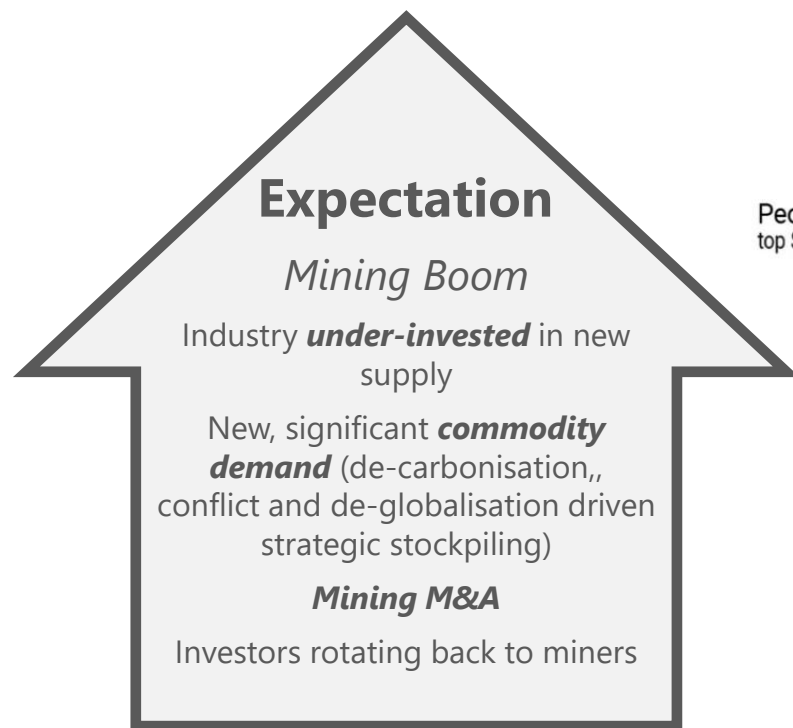 Expectation
Mining Boom
Industry under-invested in new
supply
New, significant commodity
demand (de-carbonisation,,
conflict and de-globalisation driven
strategic stockpiling)
Mining M&A
Investors rotating back to miners
top